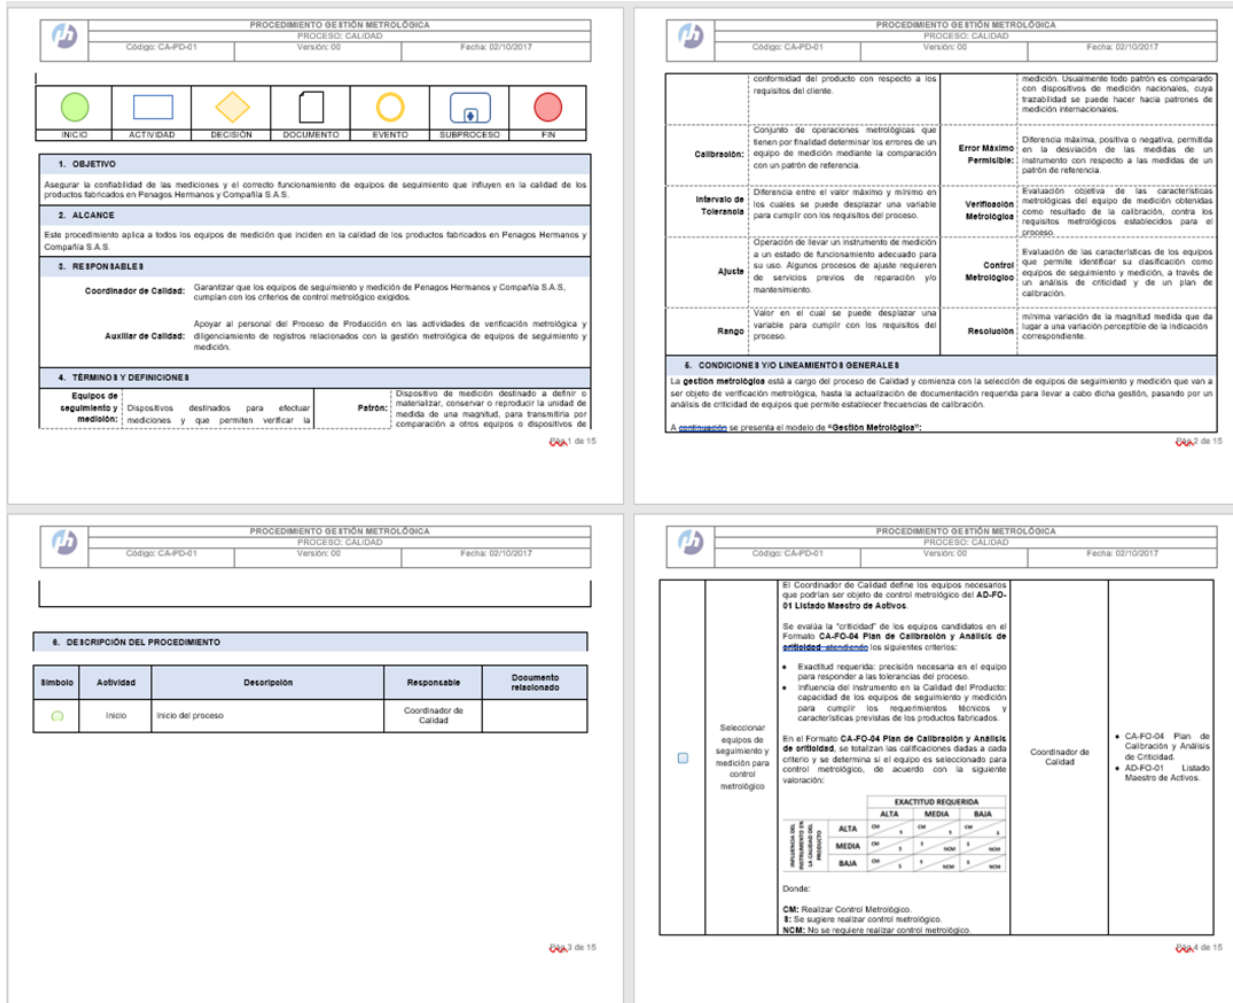 ph
PROCEDIMIENTO GESTIÓN METROLÓGICA
PROCESO: CALIDAD
Código: CA-PD-01 Versión: 00 Fecha: 02/10/2017
INICIO ACTIVIDAD DECISIÓN DOCUMENTO EVENTO SUBPROCESO FIN
1. OBJETIVO
Asegurar la confiabilidad de las mediciones y el correcto funcionamiento de equipos de seguimiento que influyen en la calidad de los
productos fabricados en Penagos Hermanos y Compañía S.A.S.
2. ALCANCE
Este procedimiento aplica a todos los equipos de medición que inciden en la calidad de los productos fabricados en Penagos Hermanos y
Compañía S.A.S.
3. RESPONSABLES
Coordinador de Calidad:
Garantizar que los equipos de seguimiento y medición de Penagos Hermanos y Compañía S.A.S,
cumplan con los criterios de control metrológico exigidos.
Auxiliar de Calidad:
Apoyar al personal del Proceso de Producción en las actividades de verificación metrológica y
diligenciamiento de registros relacionados con la gestión metrológica de equipos de seguimiento y
medición.
4. TÉRMINOS Y DEFINICIONES
Equipos de
seguimiento y
medición:
Dispositivos destinados para efectuar
mediciones y que permiten verificar la
Patrón:
Dispositivo de medición destinado a definir o
materializar, conservar o reproducir la unidad de
medida de una magnitud, para transmitirla por
comparación a otros equipos o dispositivos de
Pág. 1 de 15
ph
PROCEDIMIENTO GESTIÓN METROLÓGICA
PROCESO: CALIDAD
Código: CA-PD-01 Versión: 00 Fecha: 02/10/2017
conformidad del producto con respecto a los
requisitos del cliente.
medición. Usualmente todo patrón es comparado
con dispositivos de medición nacionales, cuya
trazabilidad se puede hacer hacia patrones de
medición internacionales.
Calibración:
Conjunto de operaciones metrológicas que
tienen por finalidad determinar los errores de un
equipo de medición mediante la comparación
con un patrón de referencia.
Error Máximo
Permisible:
Diferencia máxima, positiva o negativa, permitida
en la desviación de las medidas de un
instrumento con respecto a las medidas de un
patrón de referencia.
Intervalo de
Tolerancia
Diferencia entre el valor máximo y mínimo en
los cuales se puede desplazar una variable
para cumplir con los requisitos del proceso.
Verificación
Metrológica
Evaluación objetiva de las características
metrológicas del equipo de medición obtenidas
como resultado de la calibración, contra los
requisitos metrológicos establecidos para el
proceso.
Ajuste
Operación de llevar un instrumento de medición
a un estado de funcionamiento adecuado para
su uso. Algunos procesos de ajuste requieren
de servicios previos de reparación y/o
mantenimiento.
Control
Metrológico
Evaluación de las características de los equipos
que permite identificar su clasificación como
equipos de seguimiento y medición, a través de
un análisis de criticidad y de un plan de
calibración.
Rango
Valor en el cual se puede desplazar una
variable para cumplir con los requisitos del
proceso.
Resolución
mínima variación de la magnitud medida que da
lugar a una variación perceptible de la indicación
correspondiente.
5. CONDICIONES Y/O LINEAMIENTOS GENERALES
La gestión metrológica está a cargo del proceso de Calidad y comienza con la selección de equipos de seguimiento y medición que van a
ser objeto de verificación metrológica, hasta la actualización de documentación requerida para llevar a cabo dicha gestión, pasando por un
análisis de criticidad de equipos que permite establecer frecuencias de calibración.
A continuación se presenta el modelo de “Gestión Metrológica”:
Pág. 2 de 15
ph
PROCEDIMIENTO GESTIÓN METROLÓGICA
PROCESO: CALIDAD
Código: CA-PD-01 Versión: 00 Fecha: 02/10/2017
6. DESCRIPCIÓN DEL PROCEDIMIENTO
Símbolo Actividad Descripción Responsable Documento
relacionado
Inicio Inicio del proceso Coordinador de
Calidad
Pág. 3 de 15
ph
PROCEDIMIENTO GESTIÓN METROLÓGICA
PROCESO: CALIDAD
Código: CA-PD-01 Versión: 00 Fecha: 02/10/2017
Seleccionar
equipos de
seguimiento y
medición para
control
metrológico
El Coordinador de Calidad define los equipos necesarios
que podrían ser objeto de control metrológico del AD-FO-
01 Listado Maestro de Activos.
Se evalúa la "criticidad" de los equipos candidatos en el
Formato CA-FO-04 Plan de Calibración y Análisis de
criticidad atendiendo los siguientes criterios:
• Exactitud requerida: precisión necesaria en el equipo
para responder a las tolerancias del proceso.
• Influencia del instrumento en la Calidad del Producto:
capacidad de los equipos de seguimiento y medición
para cumplir los requerimientos técnicos y
características previstas de los productos fabricados.
En el Formato CA-FO-04 Plan de Calibración y Análisis
de criticidad, se totalizan las calificaciones dadas a cada
criterio y se determina si el equipo es seleccionado para
control metrológico, de acuerdo con la siguiente
valoración:
EXACTITUD REQUERIDA
ALTA MEDIA BAJA
INFLUENCIA DEL
INSTRUMENTO EN
LA CALIDAD DEL
PRODUCTO
ALTA CM S CM S CM S
MEDIA CM S S NCM S NCM
BAJA CM S S NCM S NCM
Donde:
CM: Realizar Control Metrológico.
S: Se sugiere realizar control metrológico.
NCM: No se requiere realizar control metrológico.
Coordinador de
Calidad
• CA-FO-04 Plan de
Calibración y Análisis
de Criticidad.
• AD-FO-01 Listado
Maestro de Activos.
Pág. 4 de 15